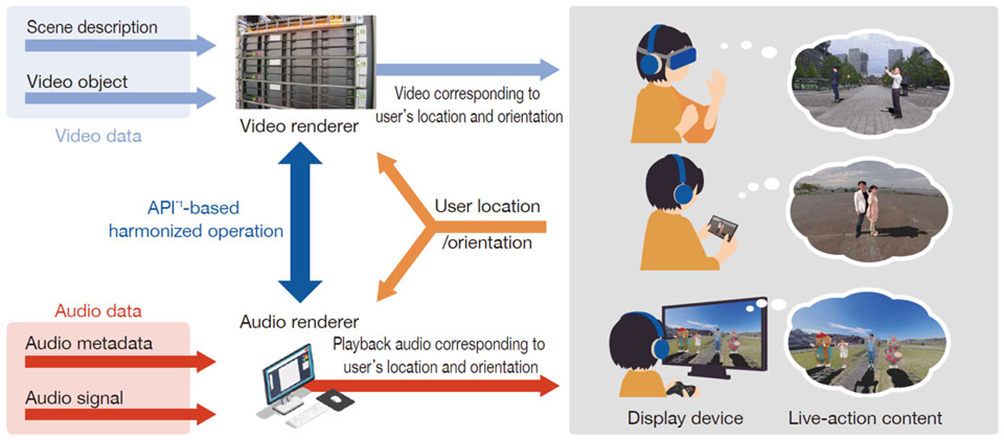 Scene description
Video object
Video data
Video renderer
Video corresponding to
user's location and orientation
API*1-based
harmonized operation
User location
/orientation
Audio data
Audio metadata
Audio signal
Audio renderer
Playback audio corresponding to
user's location and orientation
Display device
Live-action content